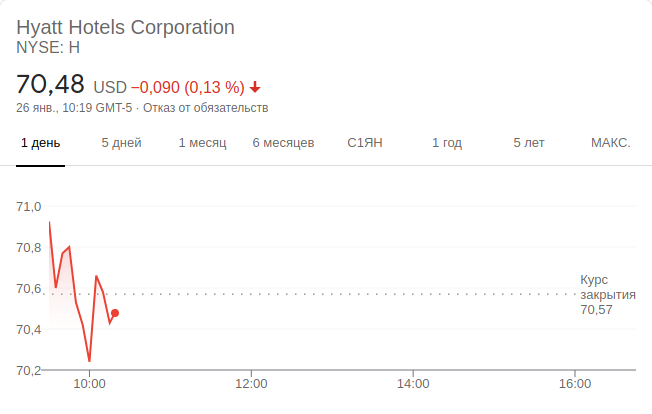 Hyatt Hotels Corporation
NYSE: H
70,48 USD −0,090 (0,13 %)
26 янв., 10:19 GMT-5 · Отказ от обязательств
1 день 5 дней 1 месяц 6 месяцев С1ЯН 1 год 5 лет МАКС.
71,0
70,8
70,6
70,4
70,2
Курс
закрытия
70,57
10:00 12:00 14:00 16:00